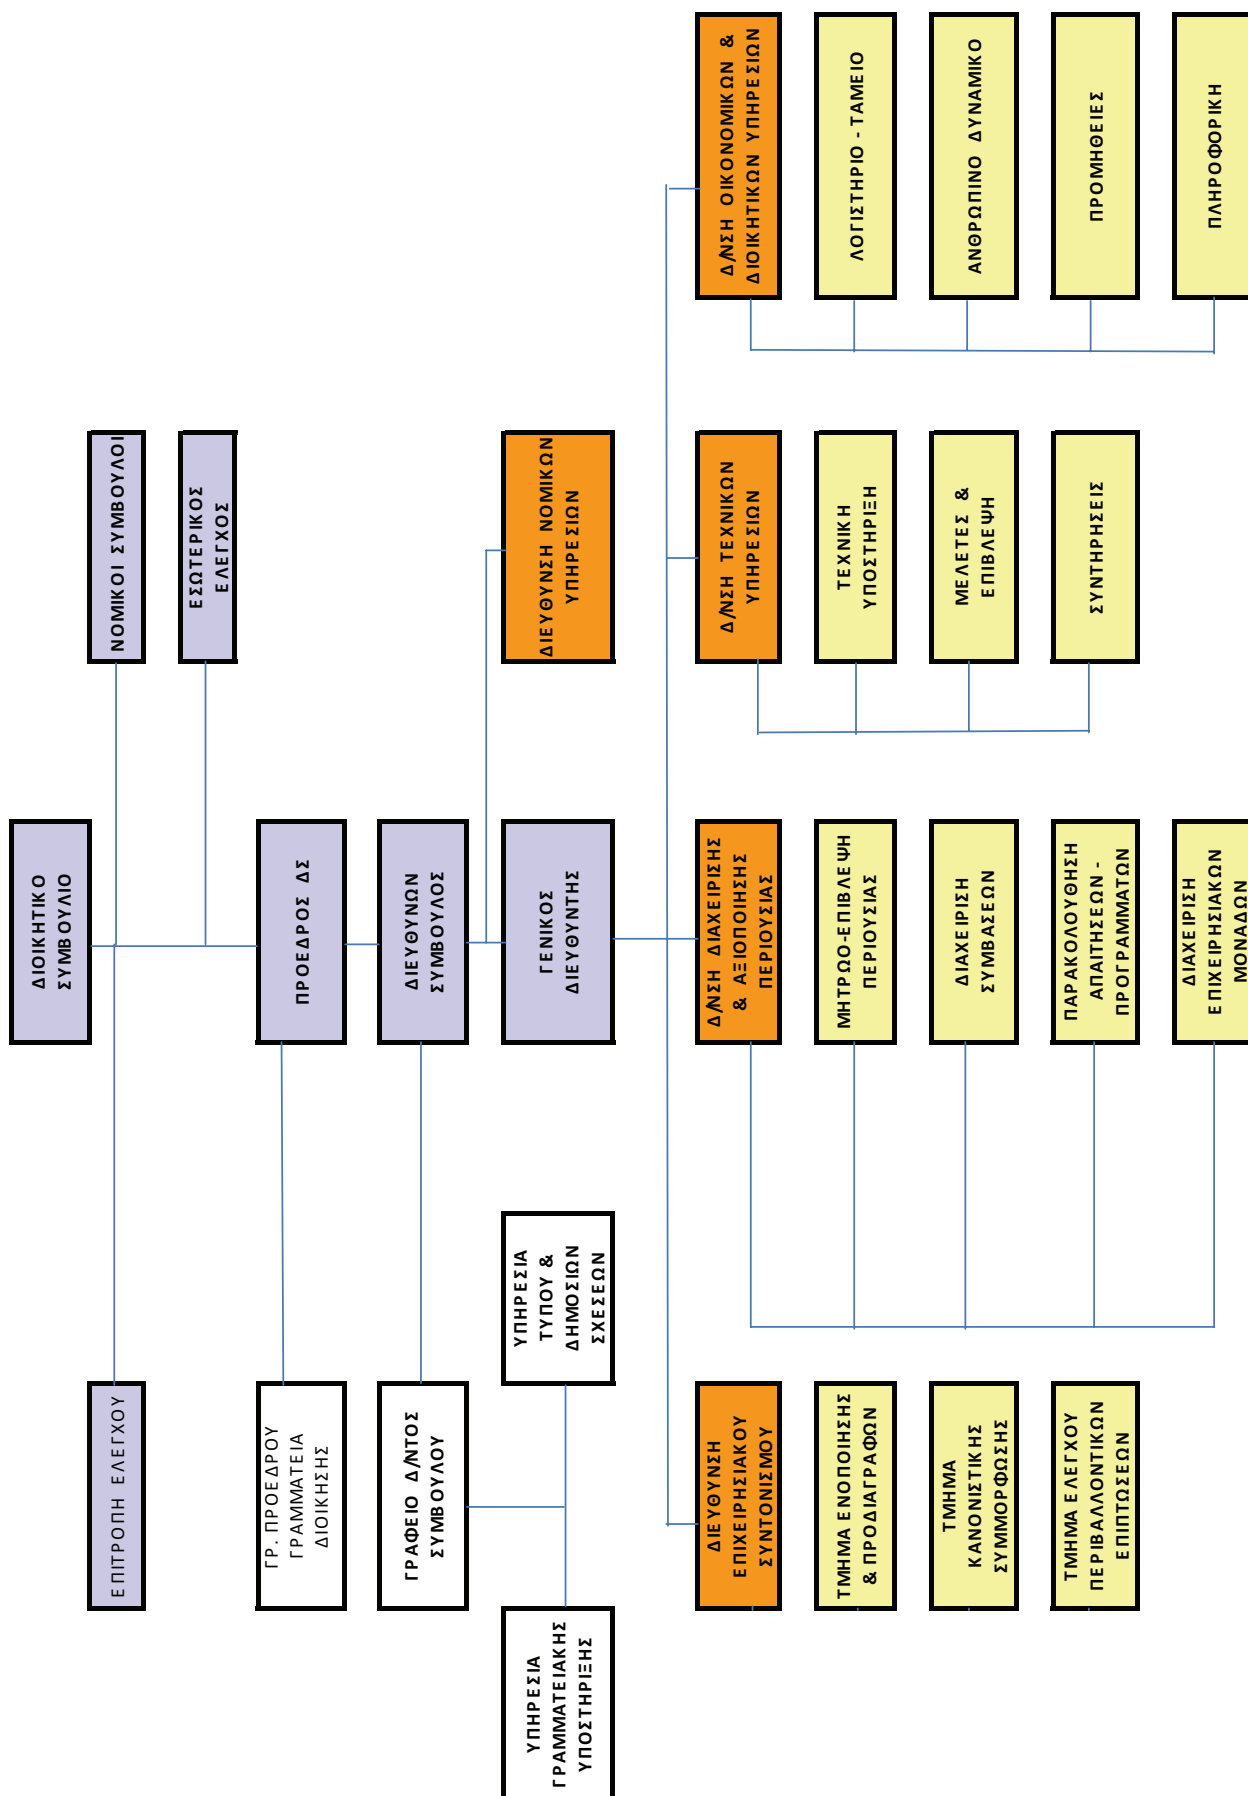 ΔΙΟΙΚΗΤΙΚΟ
ΣΥΜΒΟΥΛΙΟ
ΕΠΙΤΡΟΠΗ ΕΛΕΓΧΟΥ
ΝΟΜΙΚΟΙ ΣΥΜΒΟΥΛΟΙ
ΕΣΩΤΕΡΙΚΟΣ
ΕΛΕΓΧΟΣ
ΓΡ. ΠΡΟΕΔΡΟΥ
ΓΡΑΜΜΑΤΕΙΑ
ΔΙΟΙΚΗΣΗΣ
ΠΡΟΕΔΡΟΣ ΔΣ
ΓΡΑΦΕΙΟ Δ/ΝΤΟΣ
ΣΥΜΒΟΥΛΟΥ
ΔΙΕΥΘΥΝΩΝ
ΣΥΜΒΟΥΛΟΣ
ΥΠΗΡΕΣΙΑ
ΓΡΑΜΜΑΤΕΙΑΚΗΣ
ΥΠΟΣΤΗΡΙΞΗΣ
ΥΠΗΡΕΣΙΑ
ΤΥΠΟΥ &
ΔΗΜΟΣΙΩΝ
ΣΧΕΣΕΩΝ
ΓΕΝΙΚΟΣ
ΔΙΕΥΘΥΝΤΗΣ
ΔΙΕΥΘΥΝΣΗ ΝΟΜΙΚΩΝ
ΥΠΗΡΕΣΙΩΝ
ΔΙΕΥΘΥΝΣΗ
ΕΠΙΧΕΙΡΗΣΙΑΚΟΥ
ΣΥΝΤΟΝΙΣΜΟΥ
ΤΜΗΜΑ ΕΝΟΠΟΙΗΣΗΣ
& ΠΡΟΔΙΑΓΡΑΦΩΝ
ΤΜΗΜΑ
ΚΑΝΟΝΙΣΤΙΚΗΣ
ΣΥΜΜΟΡΦΩΣΗΣ
ΤΜΗΜΑ ΕΛΕΓΧΟΥ
ΠΕΡΙΒΑΛΛΟΝΤΙΚΩΝ
ΕΠΙΠΤΩΣΕΩΝ
Δ/ΝΣΗ ΔΙΑΧΕΙΡΙΣΗΣ
& ΑΞΙΟΠΟΙΗΣΗΣ
ΠΕΡΙΟΥΣΙΑΣ
ΜΗΤΡΩΟ-ΕΠΙΒΛΕΨΗ
ΠΕΡΙΟΥΣΙΑΣ
ΔΙΑΧΕΙΡΙΣΗ
ΣΥΜΒΑΣΕΩΝ
ΠΑΡΑΚΟΛΟΥΘΗΣΗ
ΑΠΑΙΤΗΣΕΩΝ -
ΠΡΟΓΡΑΜΜΑΤΩΝ
ΔΙΑΧΕΙΡΙΣΗ
ΕΠΙΧΕΙΡΗΣΙΑΚΩΝ
ΜΟΝΑΔΩΝ
Δ/ΝΣΗ ΤΕΧΝΙΚΩΝ
ΥΠΗΡΕΣΙΩΝ
ΤΕΧΝΙΚΗ
ΥΠΟΣΤΗΡΙΞΗ
ΜΕΛΕΤΕΣ &
ΕΠΙΒΛΕΨΗ
ΣΥΝΤΗΡΗΣΕΙΣ
Δ/ΝΣΗ ΟΙΚΟΝΟΜΙΚΩΝ &
ΔΙΟΙΚΗΤΙΚΩΝ ΥΠΗΡΕΣΙΩΝ
ΛΟΓΙΣΤΗΡΙΟ - ΤΑΜΕΙΟ
ΑΝΘΡΩΠΙΝΟ ΔΥΝΑΜΙΚΟ
ΠΡΟΜΗΘΕΙΕΣ
ΠΛΗΡΟΦΟΡΙΚΗ